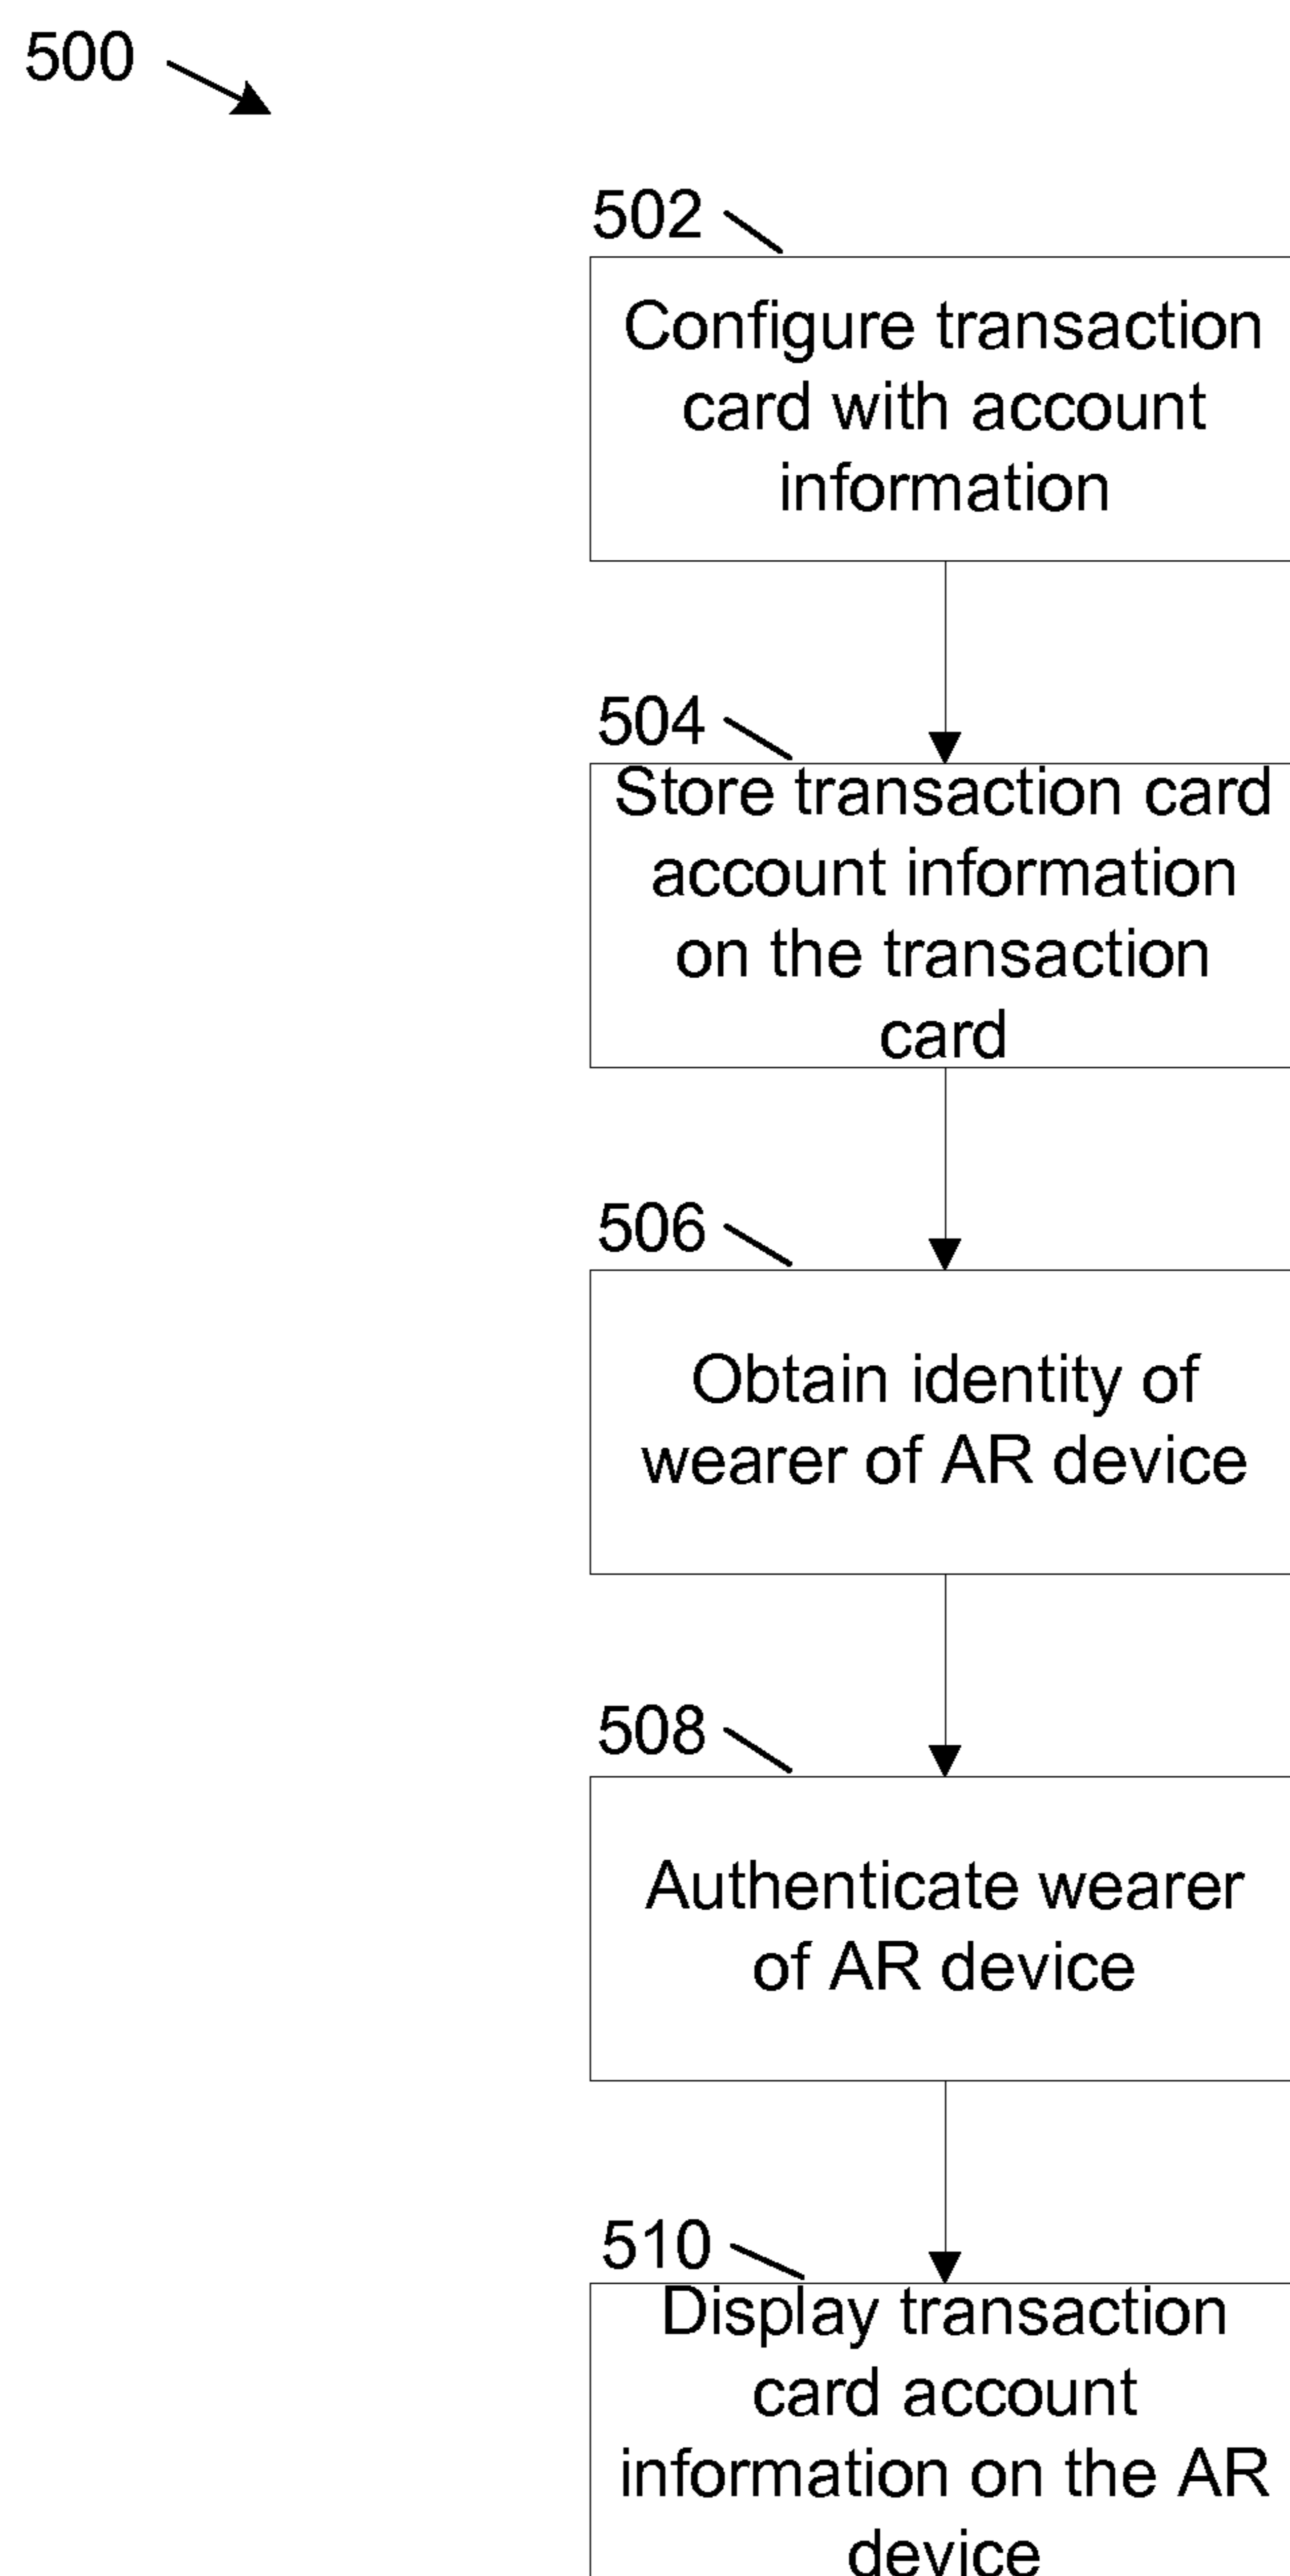 500
502
Configure transaction
card with account
information
504
Store transaction card
account information
on the transaction
card
506
Obtain identity of
wearer of AR device
508
Authenticate wearer
of AR device
510
Display transaction
card account
information on the AR
device